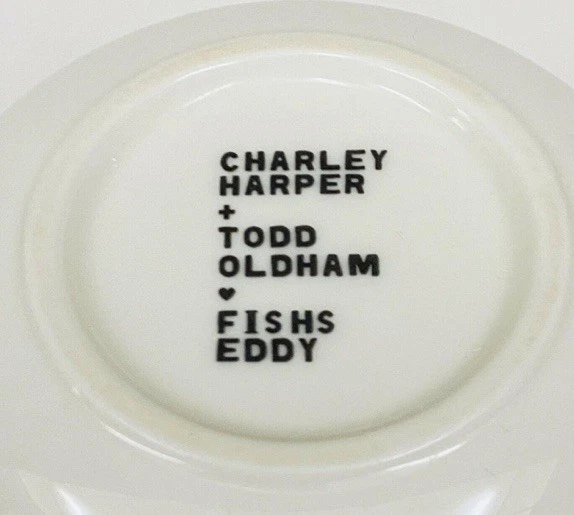 CHARLEY
HARPER
+
TODD
OLDHAM
♥
FISHS
EDDY